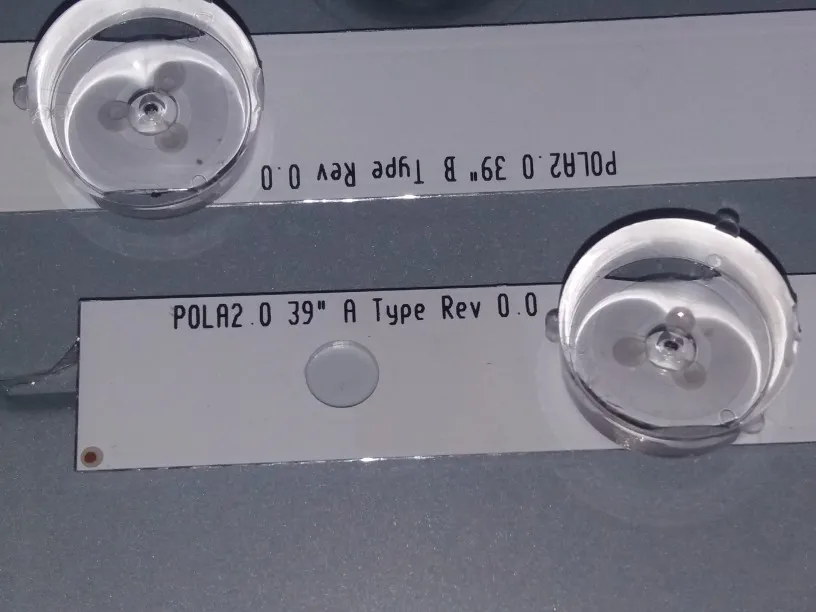 POLA2.0 39" B Type Rev 0.0
POLA2.0 39" A Type Rev 0.0